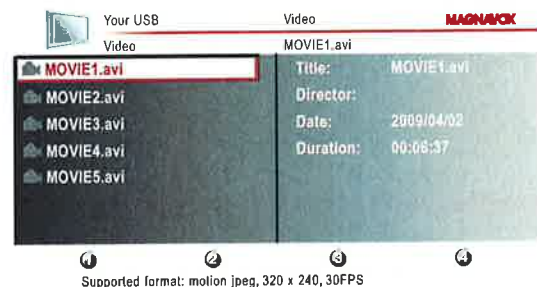 Your USB Video MAGNAVOX
Video MOVIE1.avi
MOVIE1.avi Title: MOVIE1.avi
MOVIE2.avi Director:
MOVIE3.avi Date: 2009/04/02
MOVIE4.avi Duration: 00:06:37
MOVIE5.avi
1 2 3 4
Supported format: motion jpeg, 320 x 240, 30FPS